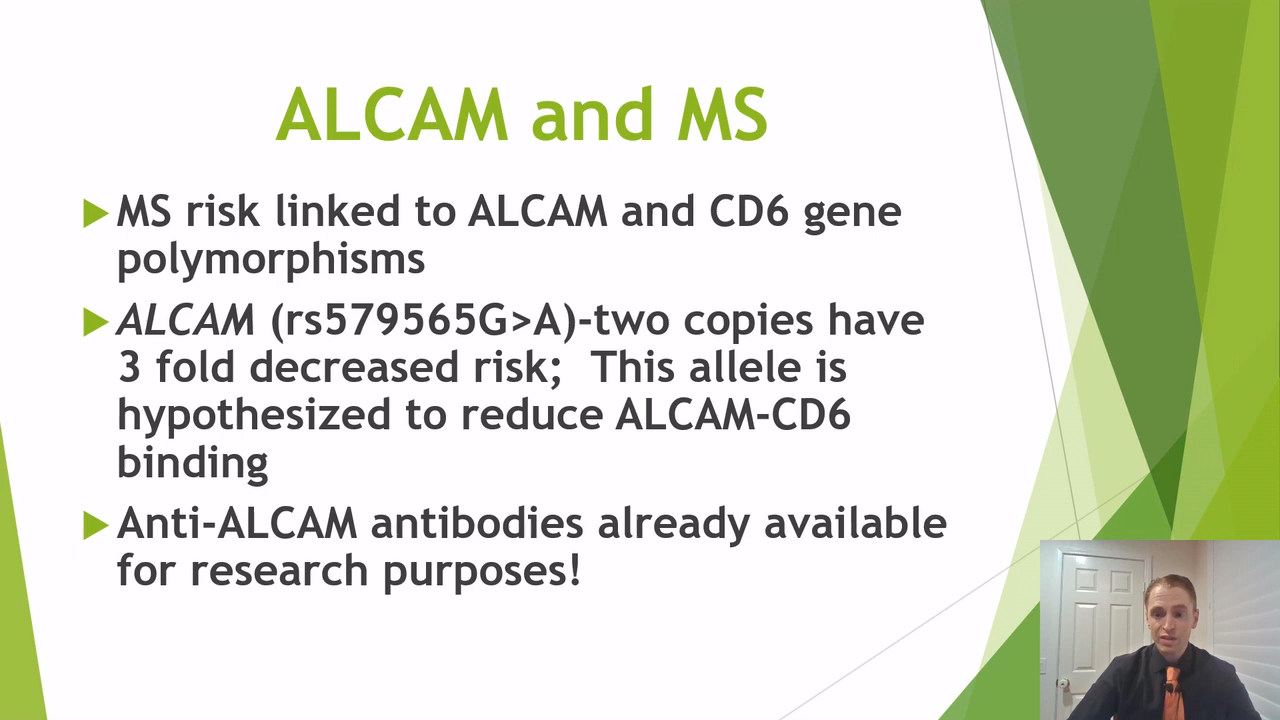 ALCAM and MS
MS risk linked to ALCAM and CD6 gene
polymorphisms
ALCAM (rs579565G>A)-two copies have
3 fold decreased risk;  This allele is
hypothesized to reduce ALCAM-CD6
binding
Anti-ALCAM antibodies already available
for research purposes!